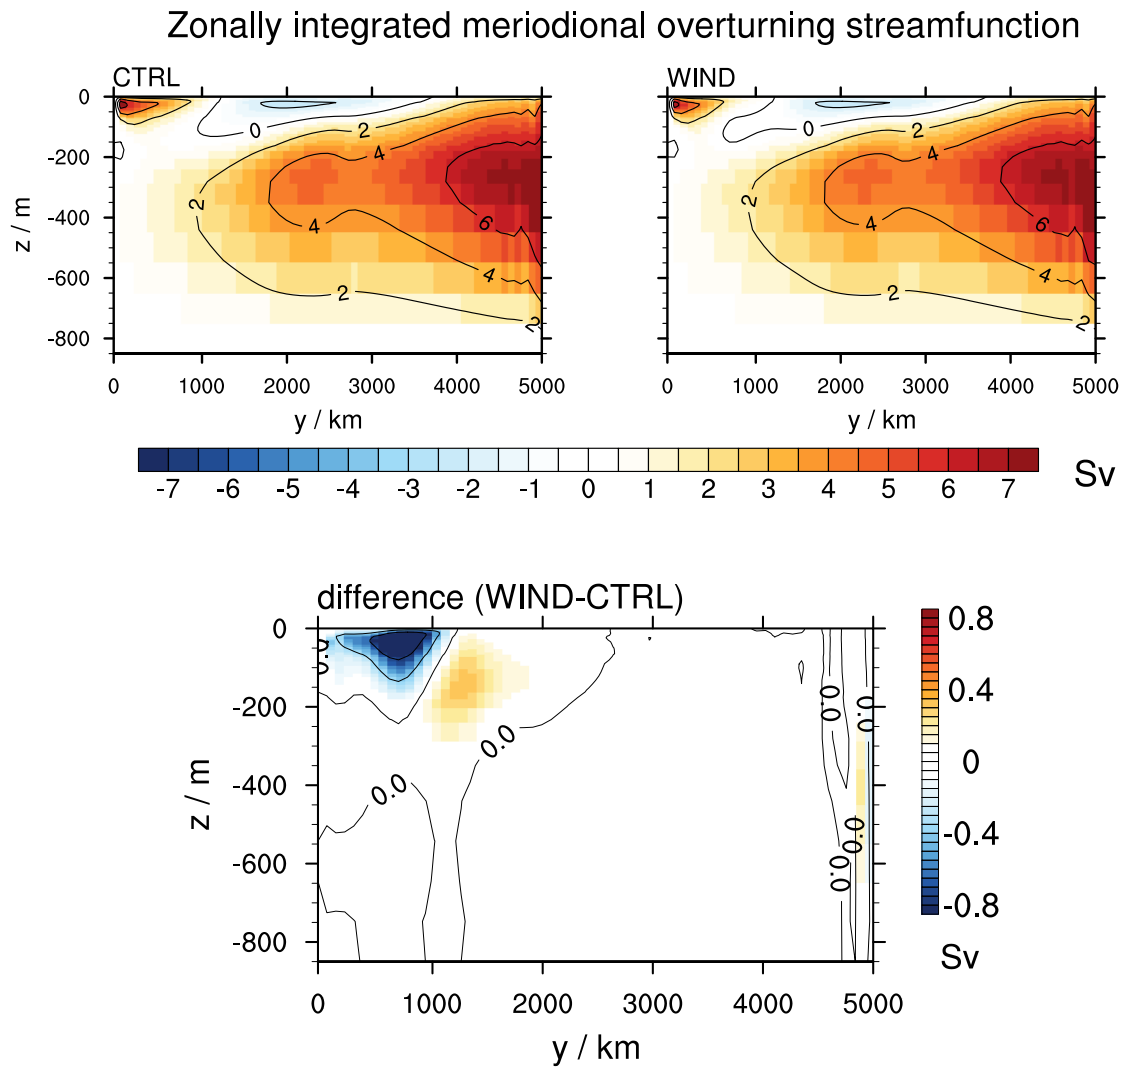 Zonally integrated meriodional overturning streamfunction
CTRL
WIND
0
-200
-400
-600
-800
z / m
0 2 4 2 4 6 4 2 2
0 2 4 2 4 6 4 2 2
0 1000 2000 3000 4000 5000
y / km
0 1000 2000 3000 4000 5000
y / km
-7 -6 -5 -4 -3 -2 -1 0 1 2 3 4 5 6 7
Sv
difference (WIND-CTRL)
0
-200
-400
-600
-800
z / m
0.0 0.0 0.0 0.0 0.0 0.0 0.0
0.8
0.4
0
-0.4
-0.8
Sv
0 1000 2000 3000 4000 5000
y / km